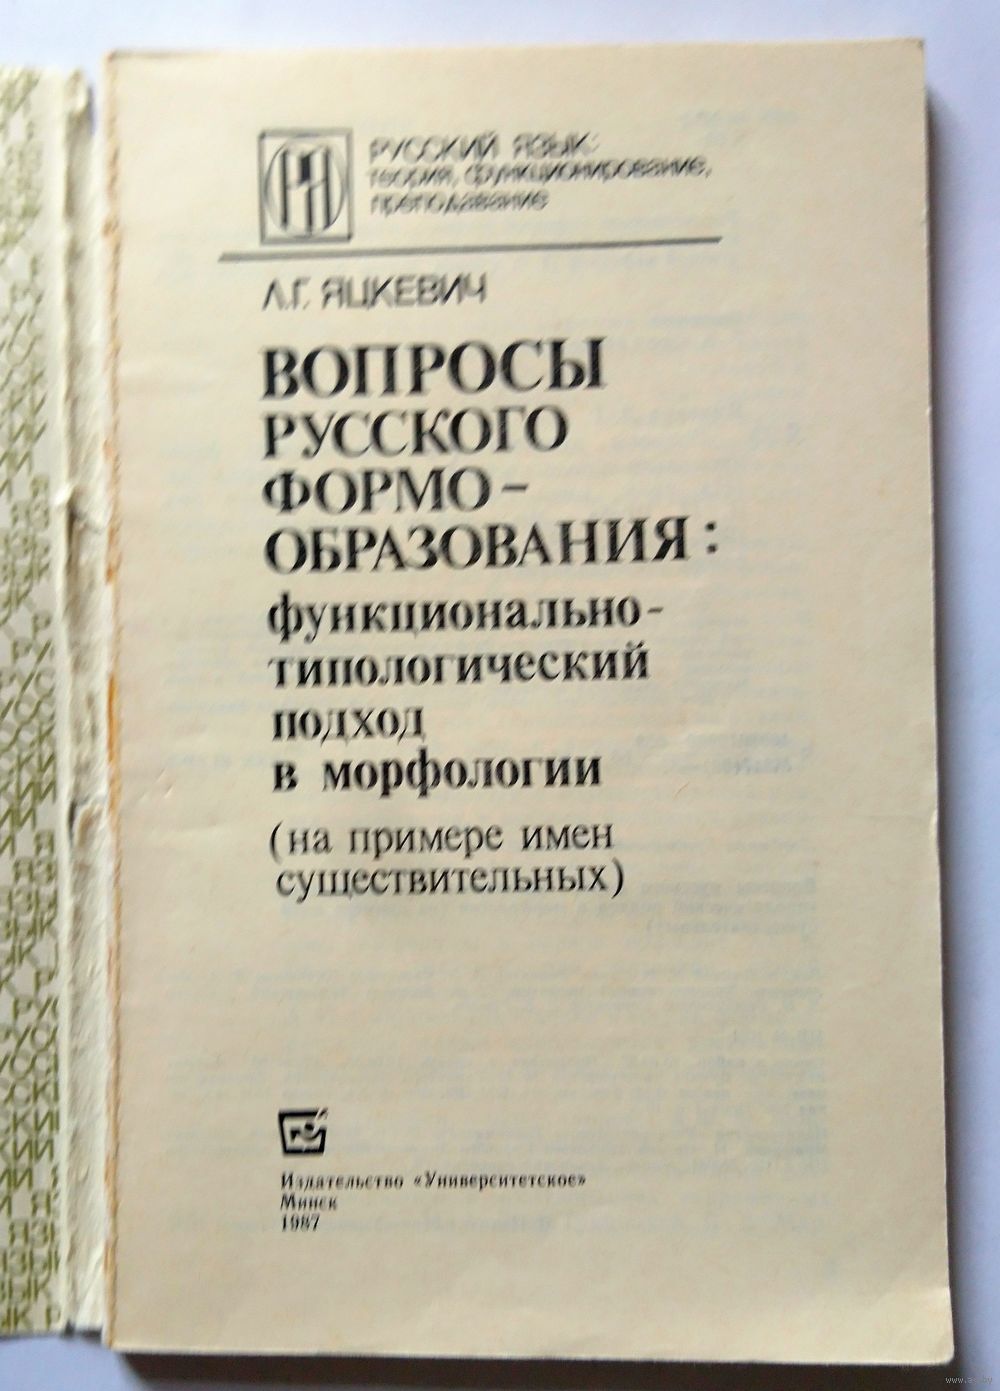 РУССКИЙ ЯЗЫК:
теория, функционирование,
преподавание
Л.Г. ЯЦКЕВИЧ
ВОПРОСЫ
РУССКОГО
ФОРМО-
ОБРАЗОВАНИЯ:
функционально-
типологический
подход
в морфологии
(на примере имен
существительных)
Издательство «Университетское»
Минск
1987